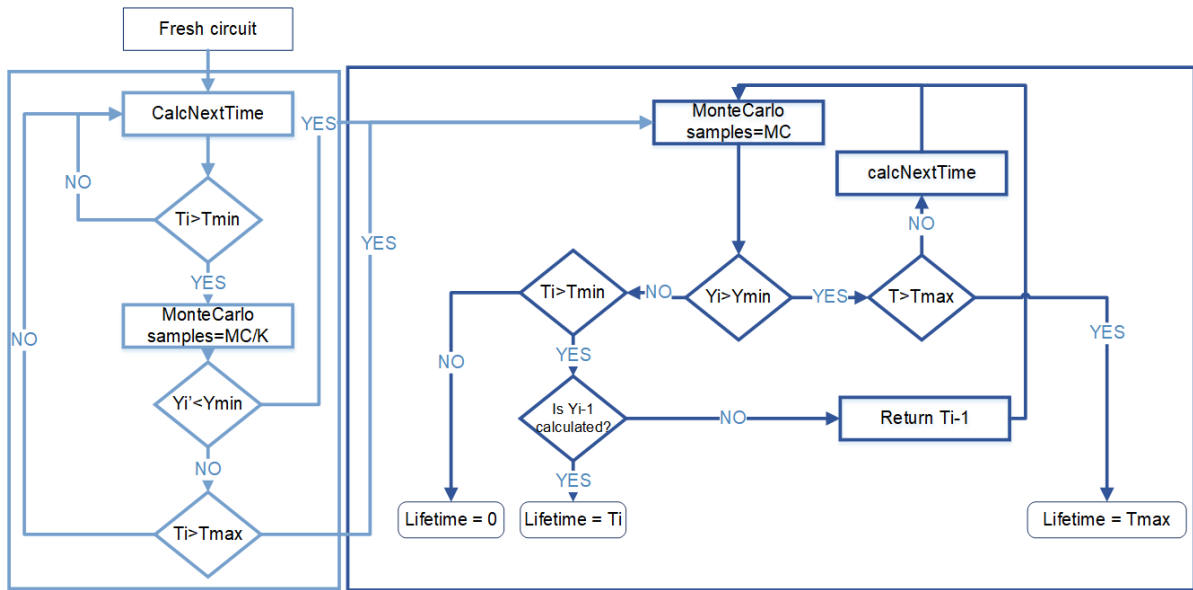 Fresh circuit
CalcNextTime
NO
Ti>Tmin
YES
MonteCarlo
samples=MC/K
NO
Yi'<Ymin
YES
NO
Ti>Tmax
YES
MonteCarlo
samples=MC
calcNextTime
NO
Ti>Tmin
NO
Yi>Ymin
YES
T>Tmax
NO
YES
YES
Is Yi-1
calculated?
NO
Return Ti-1
YES
Lifetime = 0
Lifetime = Ti
Lifetime = Tmax